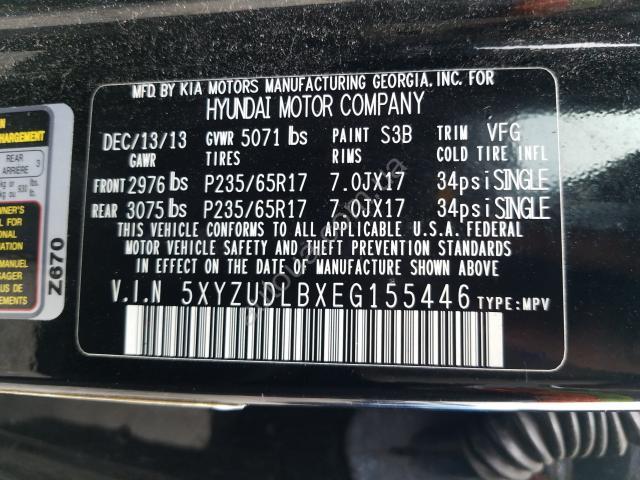 MFD. BY KIA MOTORS MANUFACTURING GEORGIA, INC. FOR
HYUNDAI MOTOR COMPANY
DEC/13/13 GVWR 5071 lbs PAINT S3B TRIM VFG
GAWR TIRES RIMS COLD TIRE INFL
FRONT 2976 lbs P235/65R17 7.0JX17 34psi SINGLE
REAR 3075 lbs P235/65R17 7.0JX17 34psi SINGLE
THIS VEHICLE CONFORMS TO ALL APPLICABLE U.S.A. FEDERAL
MOTOR VEHICLE SAFETY AND THEFT PREVENTION STANDARDS
IN EFFECT ON THE DATE OF MANUFACTURE SHOWN ABOVE
V.I.N 5XYZUDLBXEG155446 TYPE:MPV
REAR
ARRIÈRE 3
Z670